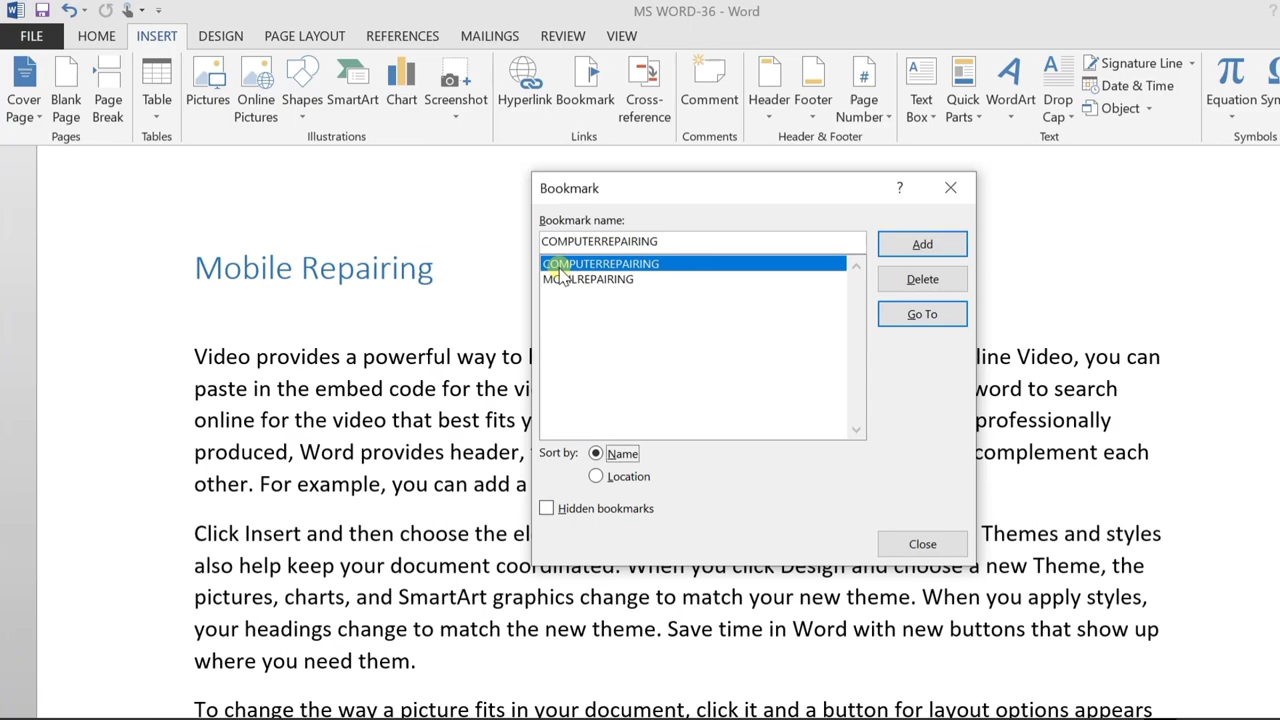 MS WORD-36 - Word
?
FILE HOME INSERT DESIGN PAGE LAYOUT REFERENCES MAILINGS REVIEW VIEW
Cover Page
Blank Page
Page Break
Pages
Table
Tables
Pictures
Online Pictures
Shapes
SmartArt
Chart
Screenshot
Illustrations
Hyperlink
Bookmark
Cross-reference
Links
Comment
Comments
Header
Footer
Page Number
Header & Footer
Text Box
Quick Parts
WordArt
Drop Cap
Signature Line
Date & Time
Object
Text
Equation
Symbols
Bookmark
?
Bookmark name:
COMPUTERREPAIRING
COMPUTERREPAIRING
REPAIRING
Add
Delete
Go To
Sort by: Name
Location
Hidden bookmarks
Close
Mobile Repairing
Video provides a powerful way to line Video, you can
paste in the embed code for the word to search
online for the video that best fits professionally
produced, Word provides header, complement each
other. For example, you can add a
Click Insert and then choose the Themes and styles
also help keep your document coordinated. When you click Design and choose a new Theme, the
pictures, charts, and SmartArt graphics change to match your new theme. When you apply styles,
your headings change to match the new theme. Save time in Word with new buttons that show up
where you need them.
To change the way a picture fits in your document, click it and a button for layout options appears